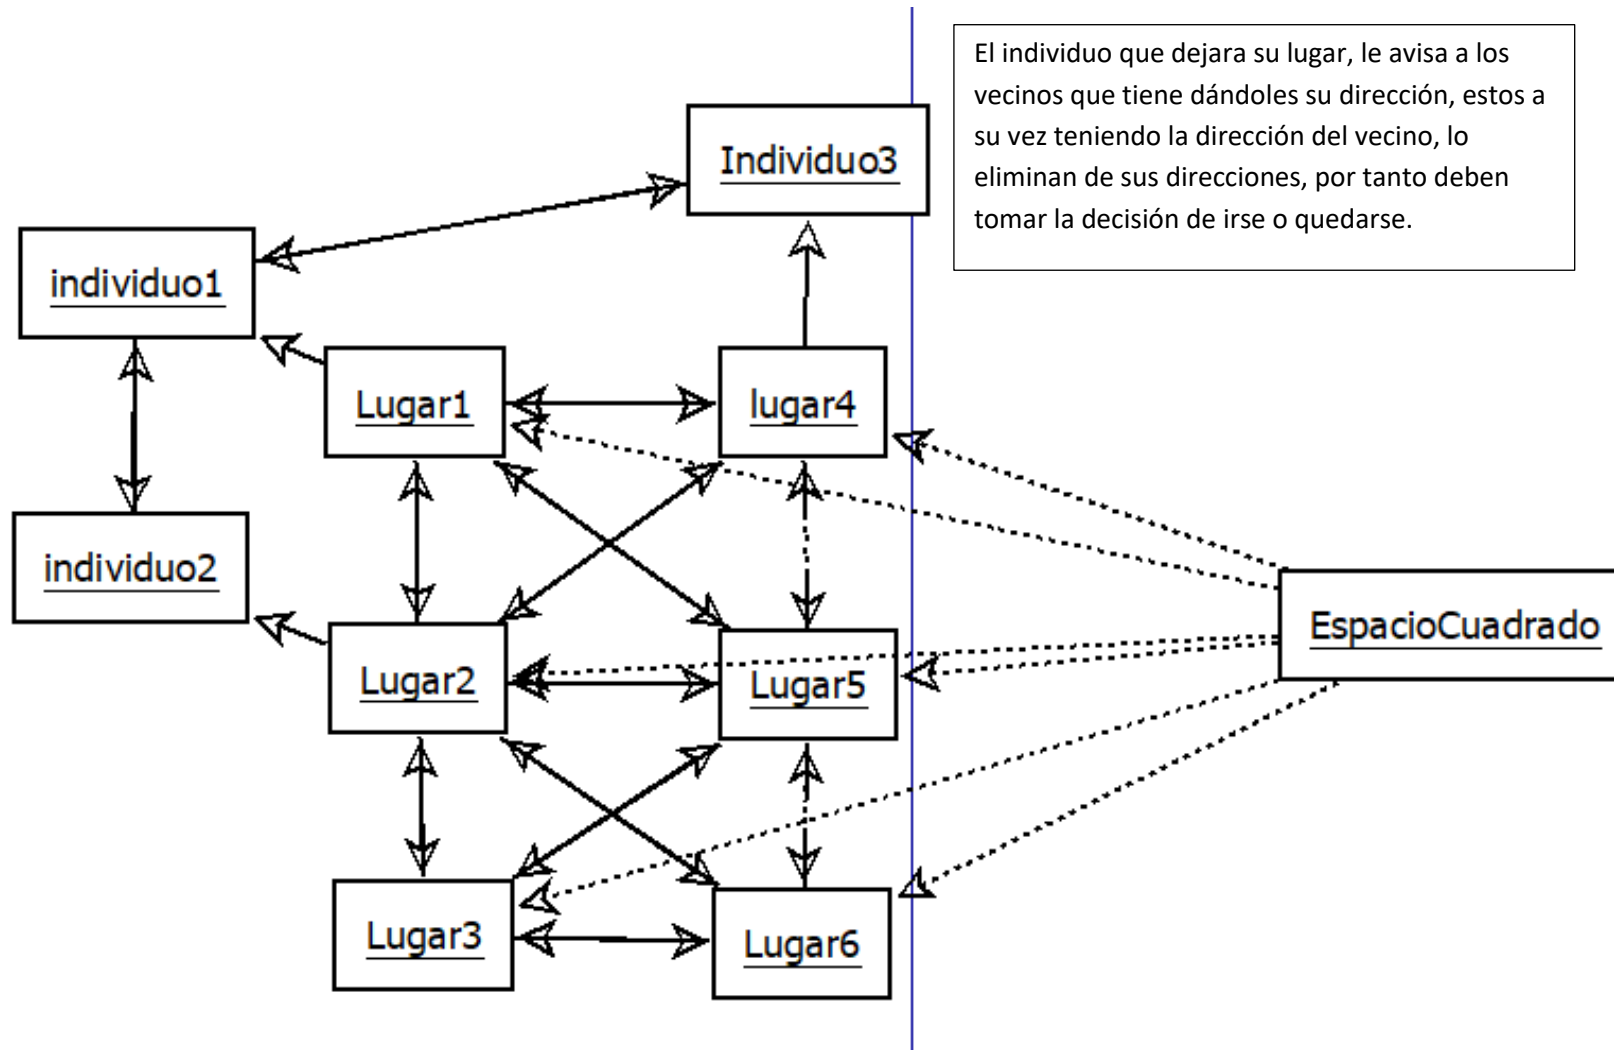 El individuo que dejara su lugar, le avisa a los
vecinos que tiene dándoles su dirección, estos a
su vez teniendo la dirección del vecino, lo
eliminan de sus direcciones, por tanto deben
tomar la decisión de irse o quedarse.
Individuo3
individuo1
Lugar1
lugar4
individuo2
EspacioCuadrado
Lugar2
Lugar5
Lugar3
Lugar6